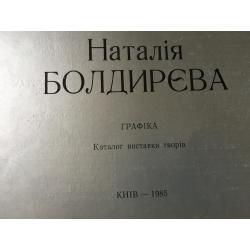 Наталія
БОЛДИРЄВА
ГРАФІКА
Каталог виставки творів
КИЇВ — 1985